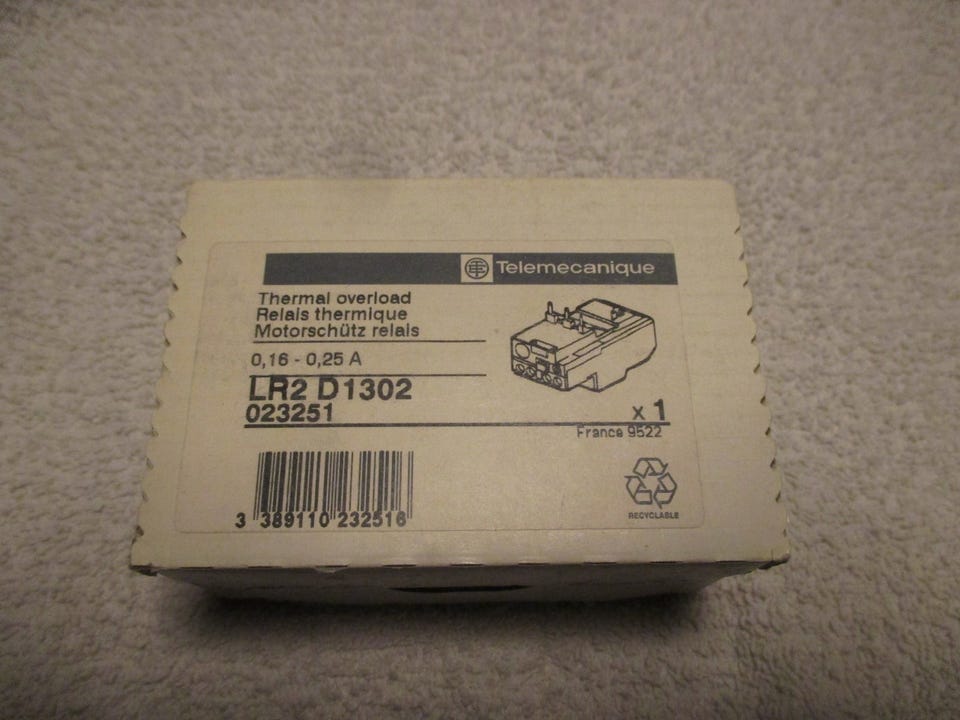 Telemecanique
Thermal overload
Relais thermique
Motorschütz relais
0,16 - 0,25 A
LR2 D1302
023251
x 1
France 9522
3 389110 232516
RECYCLABLE